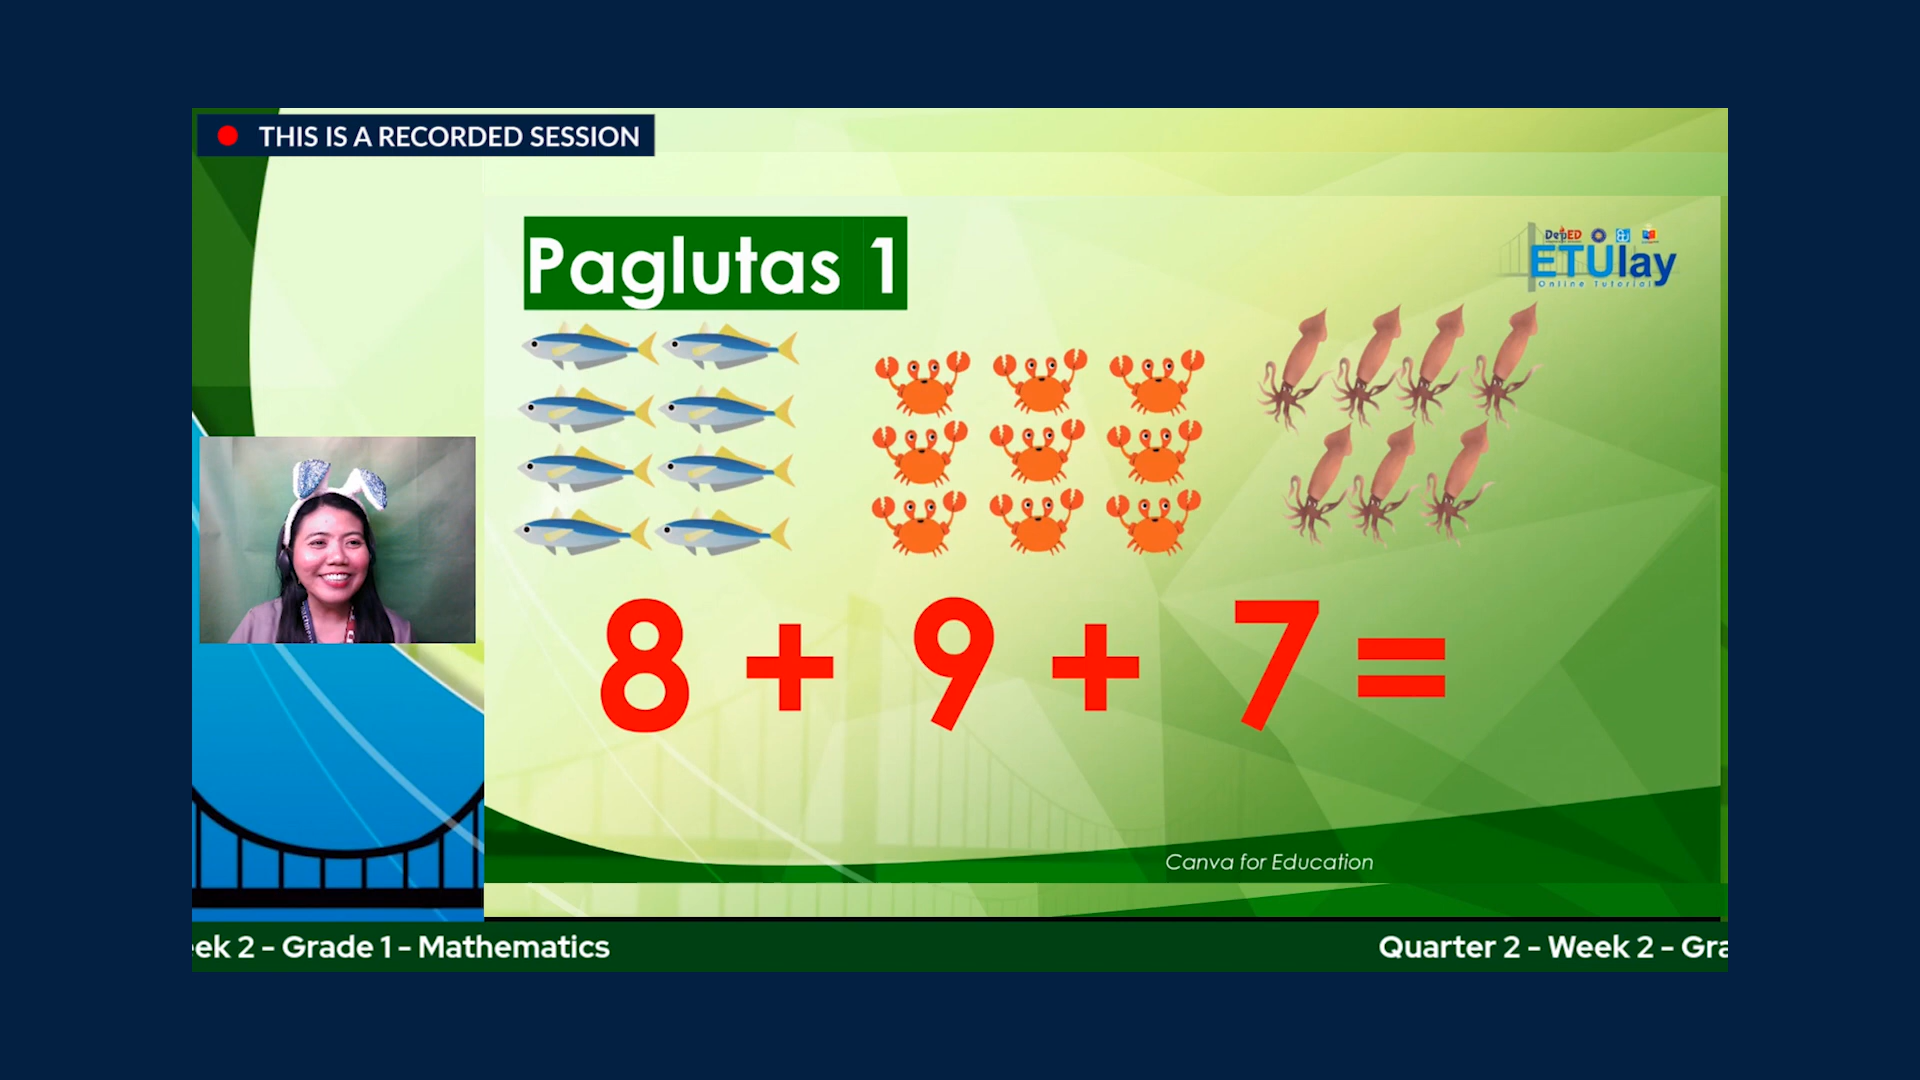 THIS IS A RECORDED SESSION
Paglutas 1
DepED
ETUlay
Online Tutorial
8 + 9 + 7 =
Canva for Education
eek 2 - Grade 1 - Mathematics
Quarter 2 - Week 2 - Gra